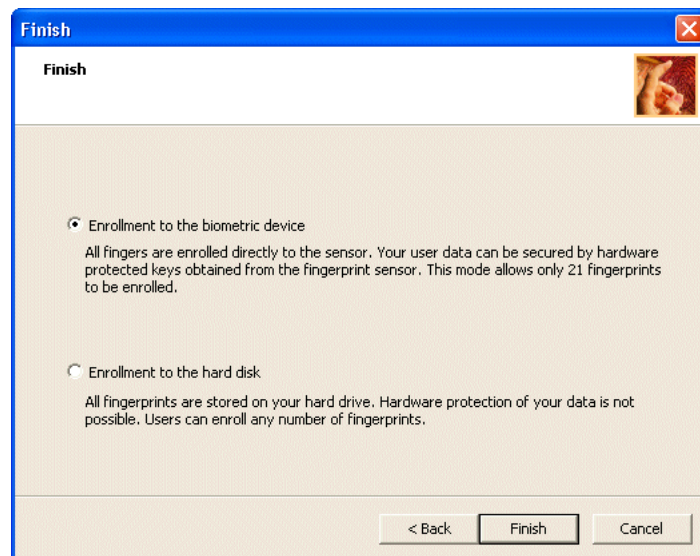 Finish
Finish
Enrollment to the biometric device
All fingers are enrolled directly to the sensor. Your user data can be secured by hardware
protected keys obtained from the fingerprint sensor. This mode allows only 21 fingerprints
to be enrolled.
Enrollment to the hard disk
All fingerprints are stored on your hard drive. Hardware protection of your data is not
possible. Users can enroll any number of fingerprints.
< Back Finish Cancel